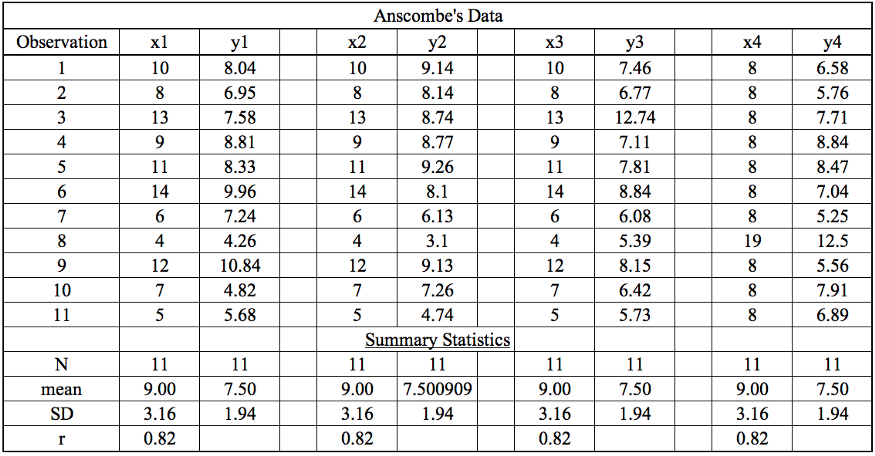 Anscombe's Data
Observation x1 y1 x2 y2 x3 y3 x4 y4
1 10 8.04 10 9.14 10 7.46 8 6.58
2 8 6.95 8 8.14 8 6.77 8 5.76
3 13 7.58 13 8.74 13 12.74 8 7.71
4 9 8.81 9 8.77 9 7.11 8 8.84
5 11 8.33 11 9.26 11 7.81 8 8.47
6 14 9.96 14 8.1 14 8.84 8 7.04
7 6 7.24 6 6.13 6 6.08 8 5.25
8 4 4.26 4 3.1 4 5.39 19 12.5
9 12 10.84 12 9.13 12 8.15 8 5.56
10 7 4.82 7 7.26 7 6.42 8 7.91
11 5 5.68 5 4.74 5 5.73 8 6.89
Summary Statistics
N 11 11 11 11 11 11 11 11
mean 9.00 7.50 9.00 7.500909 9.00 7.50 9.00 7.50
SD 3.16 1.94 3.16 1.94 3.16 1.94 3.16 1.94
r 0.82 0.82 0.82 0.82